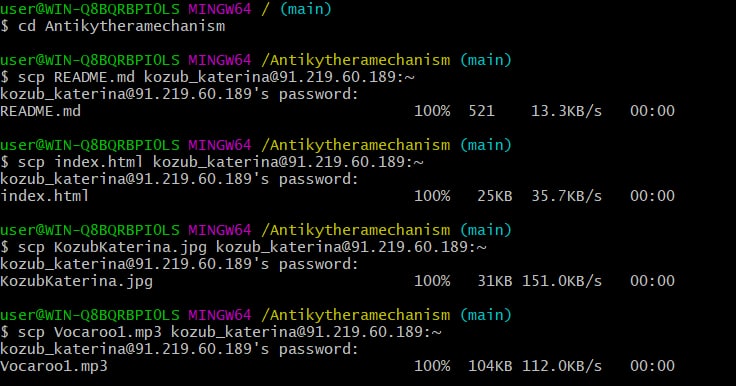 user@WIN-Q8BQRBPIOLS MINGW64 / (main)
$ cd Antikytheramechanism
user@WIN-Q8BQRBPIOLS MINGW64 /Antikytheramechanism (main)
$ scp README.md kozub_katerina@91.219.60.189:~
kozub_katerina@91.219.60.189's password:
README.md 100% 521 13.3KB/s 00:00
user@WIN-Q8BQRBPIOLS MINGW64 /Antikytheramechanism (main)
$ scp index.html kozub_katerina@91.219.60.189:~
kozub_katerina@91.219.60.189's password:
index.html 100% 25KB 35.7KB/s 00:00
user@WIN-Q8BQRBPIOLS MINGW64 /Antikytheramechanism (main)
$ scp KozubKaterina.jpg kozub_katerina@91.219.60.189:~
kozub_katerina@91.219.60.189's password:
KozubKaterina.jpg 100% 31KB 151.0KB/s 00:00
user@WIN-Q8BQRBPIOLS MINGW64 /Antikytheramechanism (main)
$ scp Vocaroo1.mp3 kozub_katerina@91.219.60.189:~
kozub_katerina@91.219.60.189's password:
Vocaroo1.mp3 100% 104KB 112.0KB/s 00:00